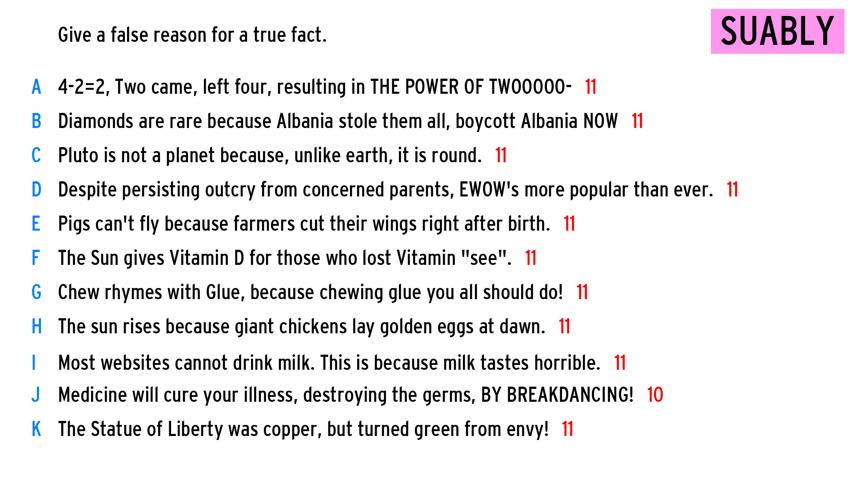 Give a false reason for a true fact.
SUABLY
A 4-2=2, Two came, left four, resulting in THE POWER OF TWOOOOO- 11
B Diamonds are rare because Albania stole them all, boycott Albania NOW 11
C Pluto is not a planet because, unlike earth, it is round. 11
D Despite persisting outcry from concerned parents, EWOW's more popular than ever. 11
E Pigs can't fly because farmers cut their wings right after birth. 11
F The Sun gives Vitamin D for those who lost Vitamin "see". 11
G Chew rhymes with Glue, because chewing glue you all should do! 11
H The sun rises because giant chickens lay golden eggs at dawn. 11
I Most websites cannot drink milk. This is because milk tastes horrible. 11
J Medicine will cure your illness, destroying the germs, BY BREAKDANCING! 10
K The Statue of Liberty was copper, but turned green from envy! 11